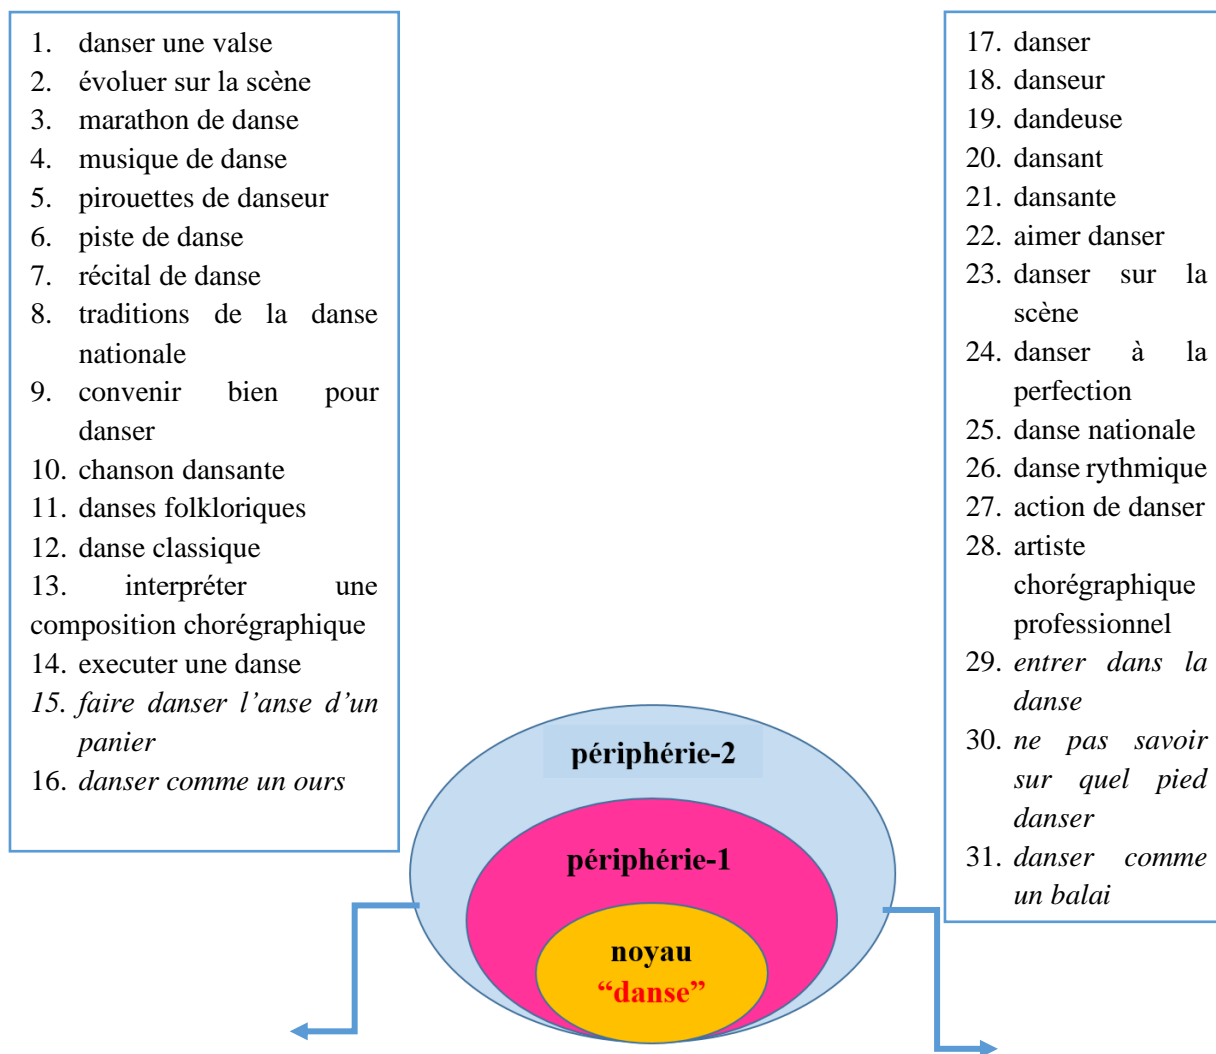 1. danser une valse
2. évoluer sur la scène
3. marathon de danse
4. musique de danse
5. pirouettes de danseur
6. piste de danse
7. récital de danse
8. traditions de la danse
nationale
9. convenir bien pour
danser
10. chanson dansante
11. danses folkloriques
12. danse classique
13. interpréter une
composition chorégraphique
14. executer une danse
15. faire danser l’anse d’un
panier
16. danser comme un ours
17. danser
18. danseur
19. dandeuse
20. dansant
21. dansante
22. aimer danser
23. danser sur la
scène
24. danser à la
perfection
25. danse nationale
26. danse rythmique
27. action de danser
28. artiste
chorégraphique
professionnel
29. entrer dans la
danse
30. ne pas savoir
sur quel pied
danser
31. danser comme
un balai
périphérie-2
périphérie-1
noyau
“danse”